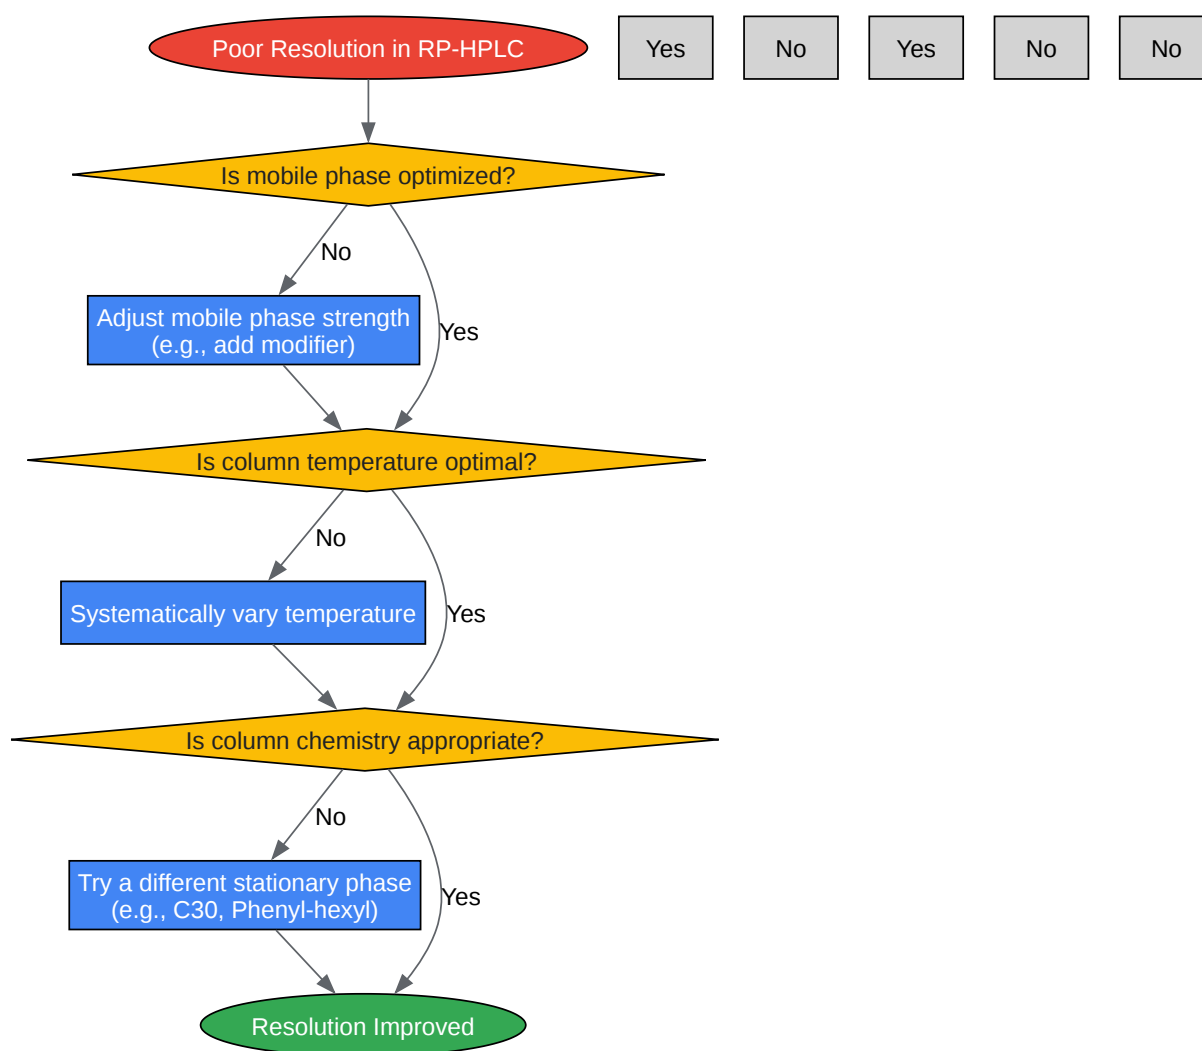 Poor Resolution in RP-HPLC
Yes
No
Yes
No
No
Is mobile phase optimized?
No
Adjust mobile phase strength
(e.g., add modifier)
Yes
Is column temperature optimal?
No
Systematically vary temperature
Yes
Is column chemistry appropriate?
No
Try a different stationary phase
(e.g., C30, Phenyl-hexyl)
Yes
Resolution Improved